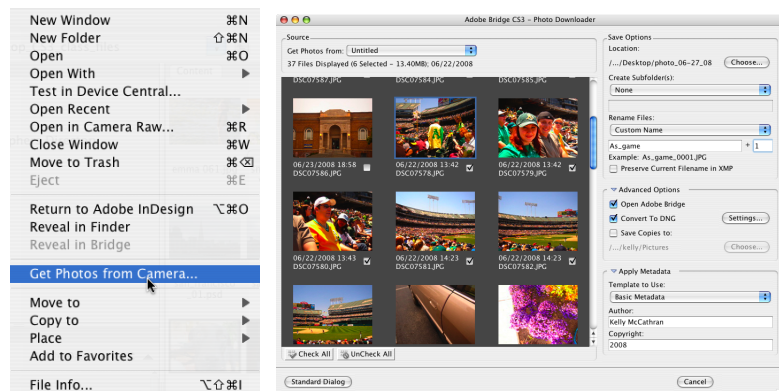 New Window ⌘N
New Folder ⇧⌘N
Open ⌘O
Open With
Test in Device Central...
Open Recent
Open in Camera Raw... ⌘R
Close Window ⌘W
Move to Trash ⌘⌫
Eject ⌘E
Return to Adobe InDesign ⌥⌘O
Reveal in Finder
Reveal in Bridge
Get Photos from Camera...
Move to
Copy to
Place
Add to Favorites
File Info... ⌥⇧⌘I
Adobe Bridge CS3 – Photo Downloader
Source
Get Photos from: Untitled
37 Files Displayed (6 Selected – 13.40MB); 06/22/2008
DSC07587.JPG DSC07584.JPG DSC07585.JPG
06/23/2008 18:58 06/22/2008 13:42 06/22/2008 13:42
DSC07586.JPG DSC07578.JPG DSC07579.JPG
06/22/2008 13:43 06/22/2008 14:23 06/22/2008 14:23
DSC07580.JPG DSC07581.JPG DSC07582.JPG
Check All UnCheck All
Standard Dialog
Save Options
Location:
/.../Desktop/photo_06-27_08 Choose...
Create Subfolder(s):
None
Rename Files:
Custom Name
As_game + 1
Example: As_game_0001.JPG
Preserve Current Filename in XMP
Advanced Options
Open Adobe Bridge
Convert To DNG Settings...
Save Copies to:
/.../kelly/Pictures Choose...
Apply Metadata
Template to Use:
Basic Metadata
Author:
Kelly McCathran
Copyright:
2008
Cancel